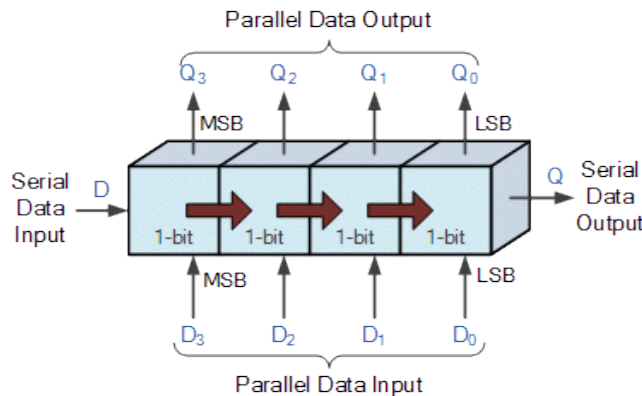 Parallel Data Output
Q3 Q2 Q1 Q0
MSB LSB
Serial Data Input
D
Q
Serial Data Output
1-bit 1-bit 1-bit 1-bit
MSB LSB
D3 D2 D1 D0
Parallel Data Input